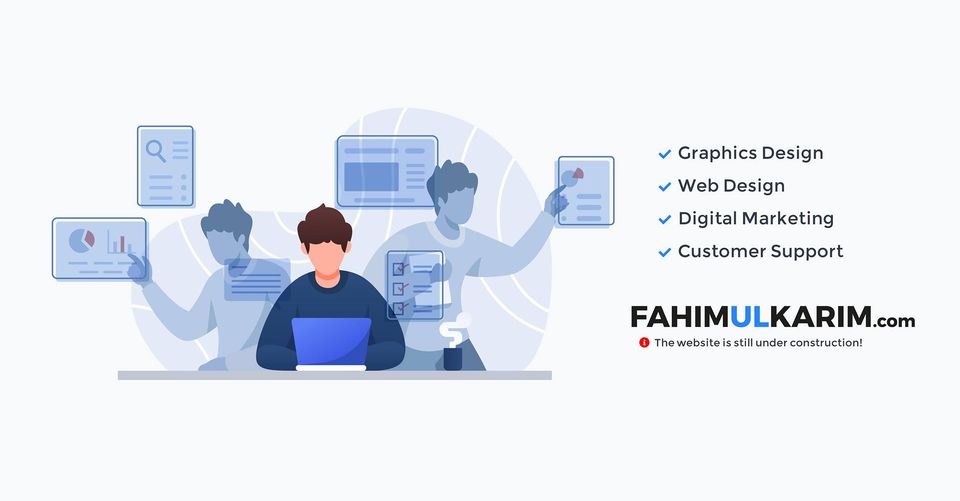 Graphics Design
Web Design
Digital Marketing
Customer Support
FAHIMULKARIM.com
The website is still under construction!